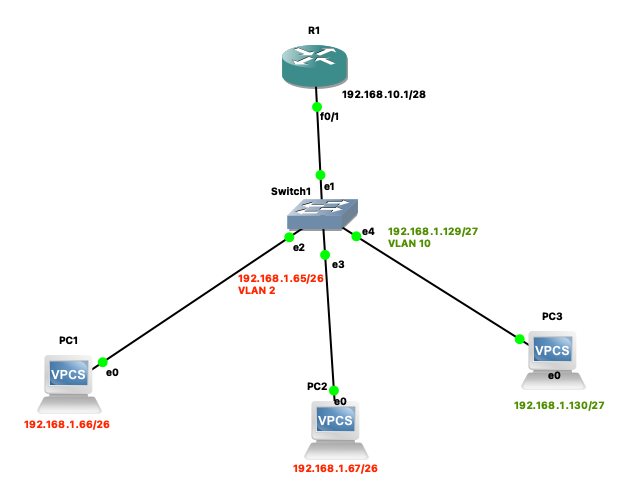 R1
192.168.10.1/28
f0/1
e1
Switch1
e2
e3
e4
192.168.1.129/27
VLAN 10
192.168.1.65/26
VLAN 2
PC1
VPCS
e0
192.168.1.66/26
PC2
e0
VPCS
192.168.1.67/26
PC3
VPCS
e0
192.168.1.130/27